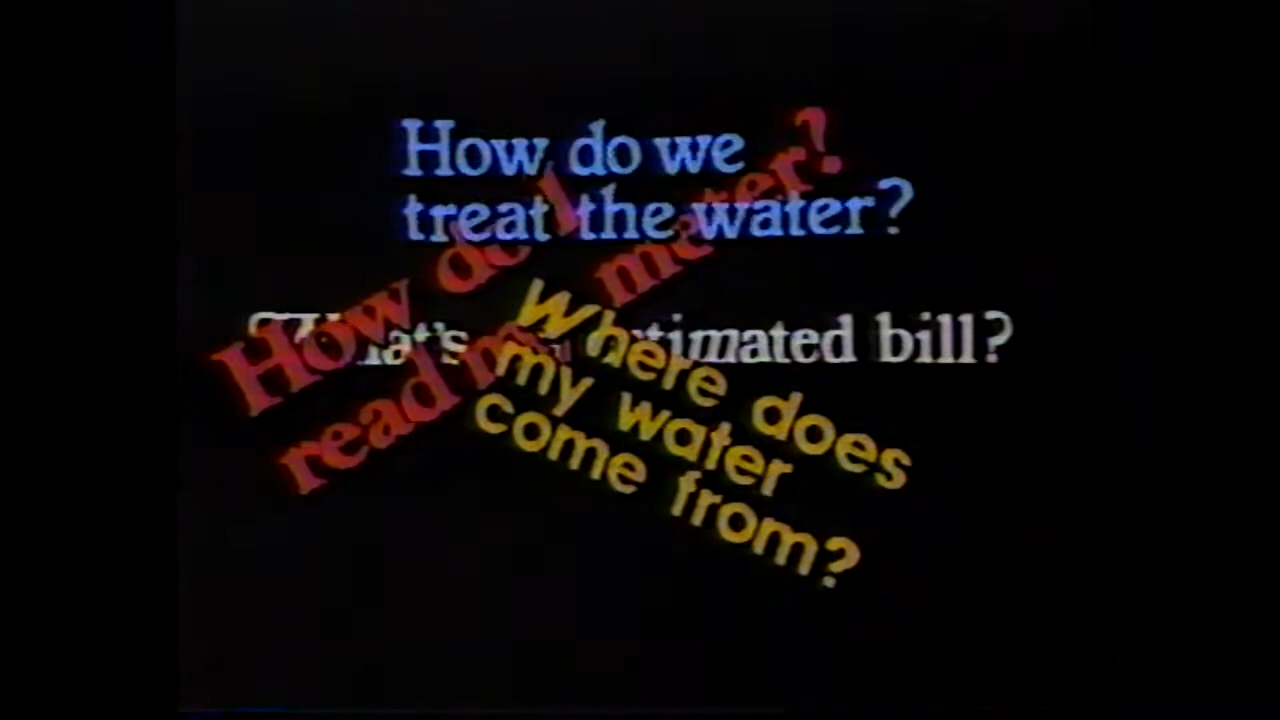 How do we
treat the water?
How do I
read my meter?
What's estimated bill?
Where does
my water
come from?